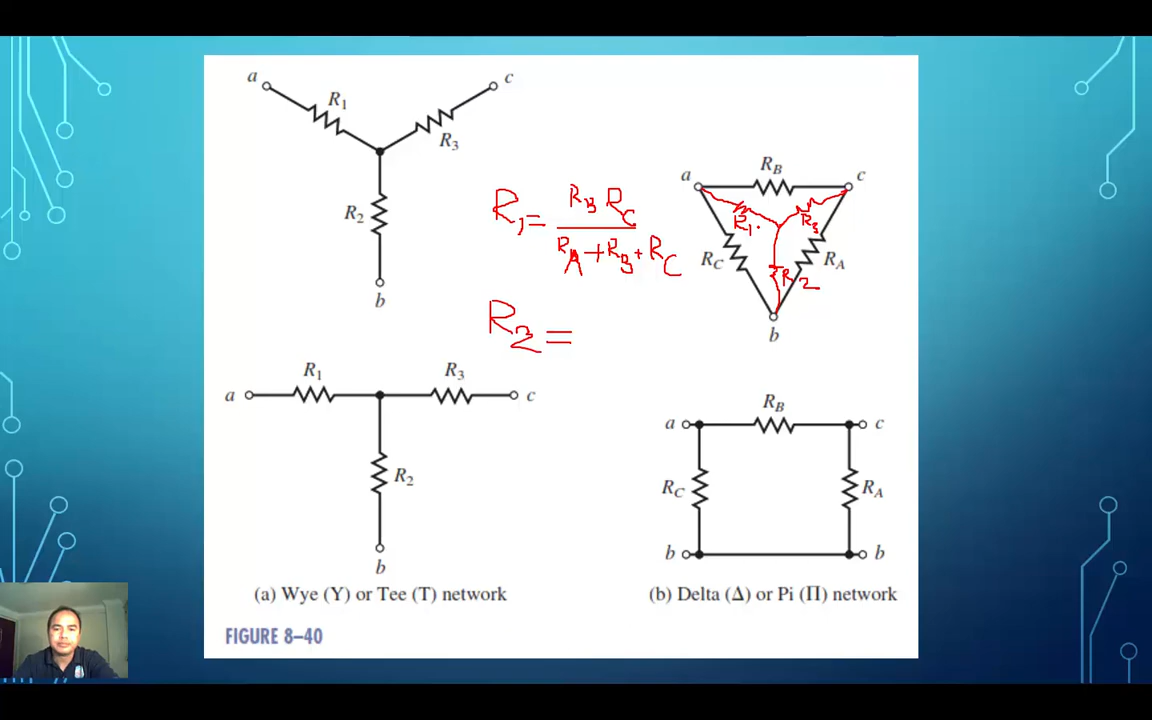 a
c
R1
R3
R2
b
R1 = RB RC / RA + RB + RC
R2 =
a
RB
c
R1
R3
RC
RA
R2
b
R1
R3
a
c
R2
b
RB
a
c
RC
RA
b
b
(a) Wye (Y) or Tee (T) network
(b) Delta (Δ) or Pi (Π) network
FIGURE 8–40